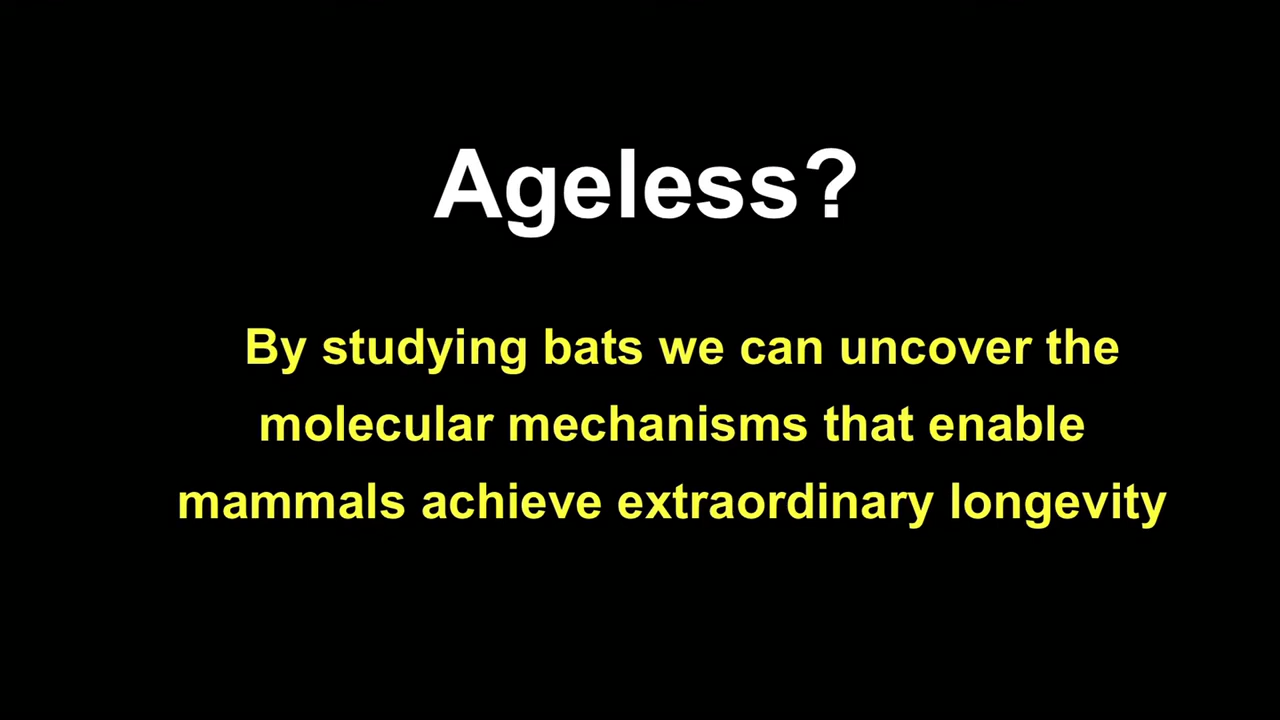 Ageless?
By studying bats we can uncover the
molecular mechanisms that enable
mammals achieve extraordinary longevity